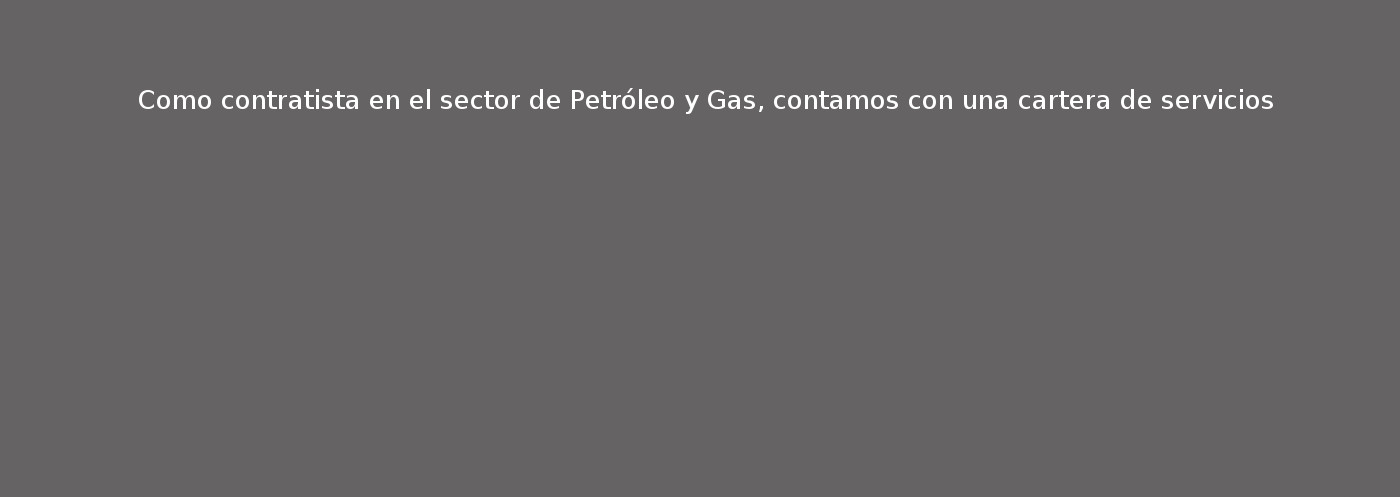 Como contratista en el sector de Petróleo y Gas, contamos con una cartera de servicios